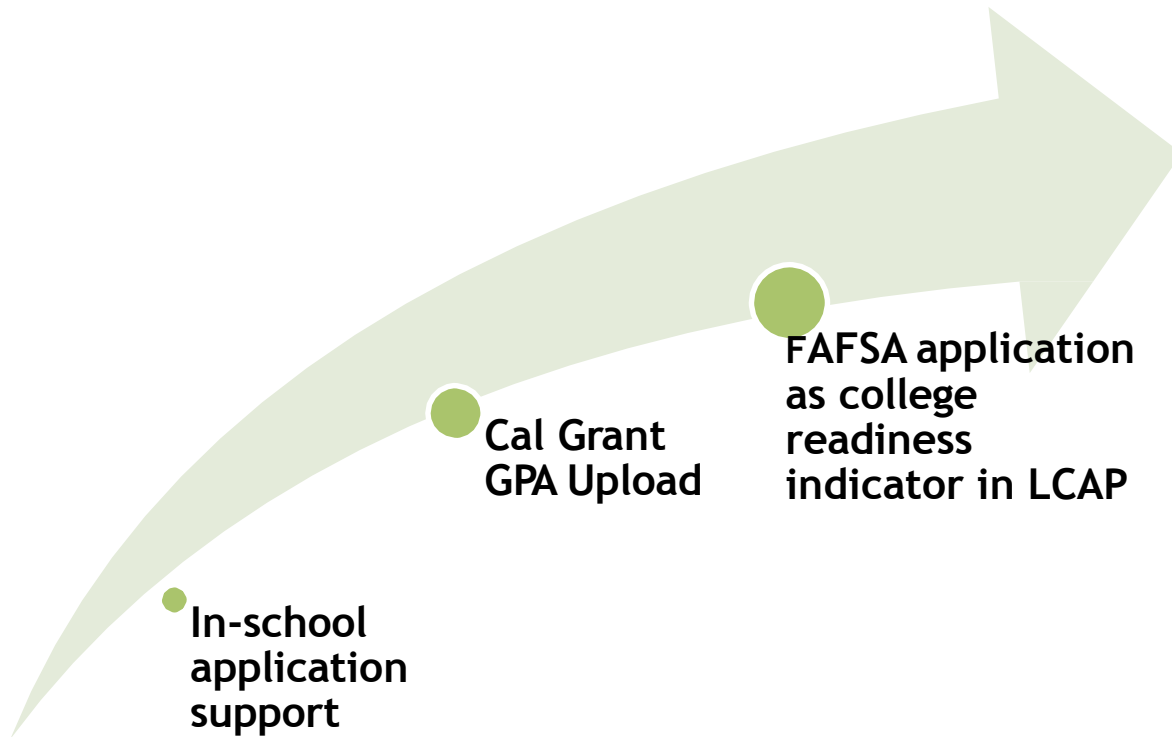 In-school
application
support
Cal Grant
GPA Upload
FAFSA application
as college
readiness
indicator in LCAP